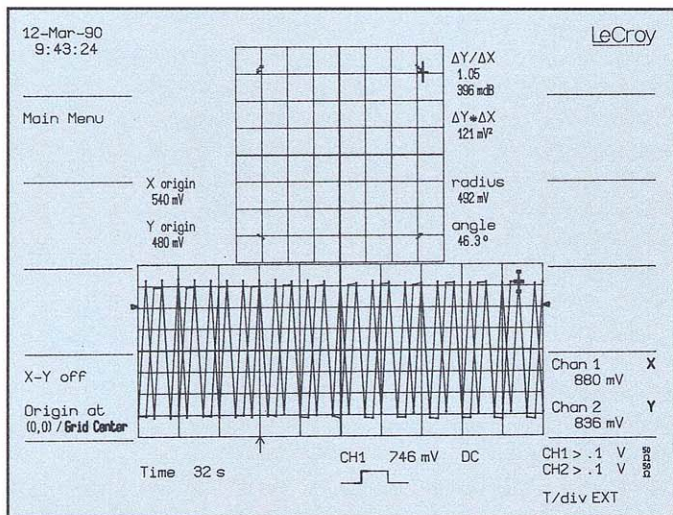 12-Mar-90
9:43:24
LeCroy
Main Menu
ΔY/ΔX
1.05
396 mdB
ΔY*ΔX
121 mV²
X origin
540 mV
radius
492 mV
Y origin
480 mV
angle
46.3°
X-Y off
Origin at
(0,0) / Grid Center
Chan 1 X
880 mV
Chan 2 Y
836 mV
Time 32 s
CH1 746 mV DC
CH1 > .1 V 50 Ω
CH2 > .1 V 50 Ω
T/div EXT